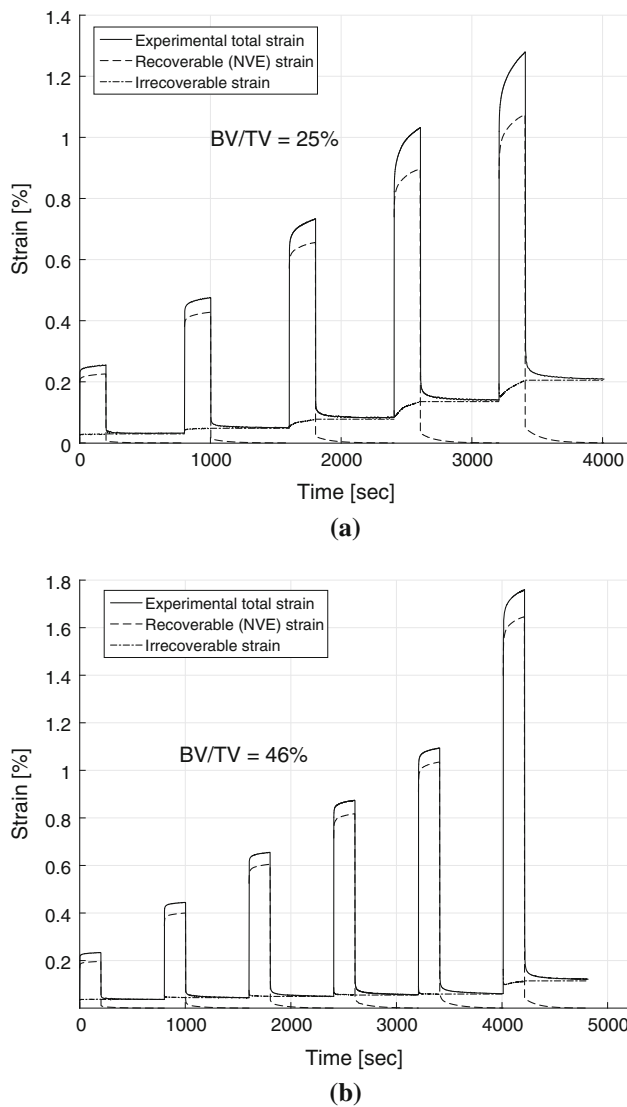 1.4
1.2
1
0.8
0.6
0.4
0.2
0
Strain [%]
Experimental total strain
Recoverable (NVE) strain
Irrecoverable strain
BV/TV = 25%
0 1000 2000 3000 4000
Time [sec]
(a)
1.8
1.6
1.4
1.2
1
0.8
0.6
0.4
0.2
Strain [%]
Experimental total strain
Recoverable (NVE) strain
Irrecoverable strain
BV/TV = 46%
0 1000 2000 3000 4000 5000
Time [sec]
(b)